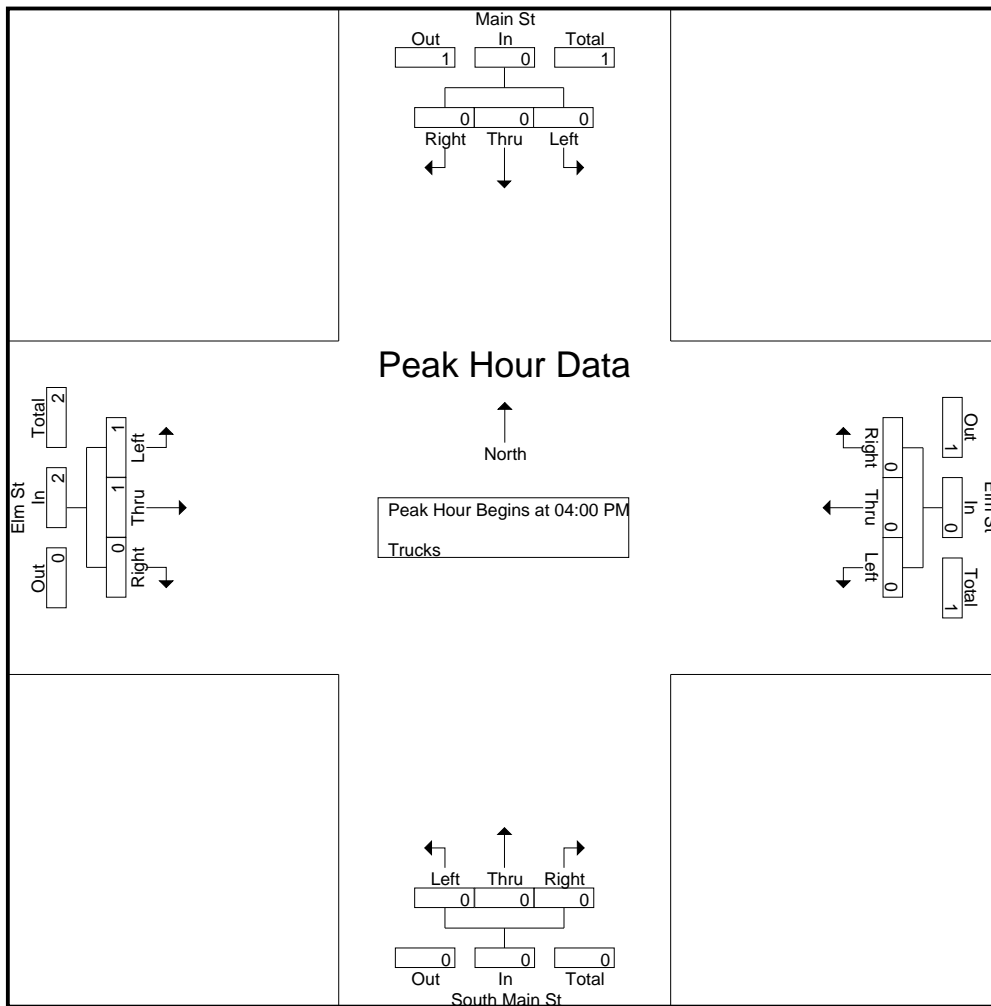 Main St
Out In Total
1 0 1
0 0 0
Right Thru Left
Peak Hour Data
North
Peak Hour Begins at 04:00 PM
Trucks
Elm St
Out In Total
0 2 2
Right Thru Left
0 1 1
Elm St
Out In Total
1 0 1
Right Thru Left
0 0 0
Left Thru Right
0 0 0
0 0 0
Out In Total
South Main St